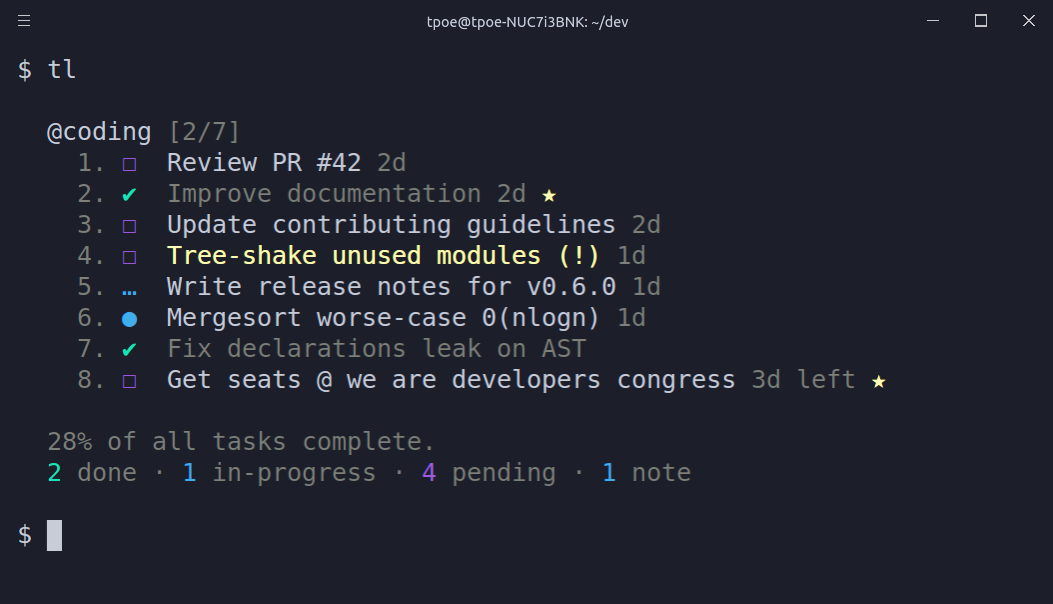 tpoe@tpoe-NUC7i3BNK: ~/dev
$ tl
@coding [2/7]
1. □ Review PR #42 2d
2. ✔ Improve documentation 2d ★
3. □ Update contributing guidelines 2d
4. □ Tree-shake unused modules (!) 1d
5. … Write release notes for v0.6.0 1d
6. ● Mergesort worse-case 0(nlogn) 1d
7. ✔ Fix declarations leak on AST
8. □ Get seats @ we are developers congress 3d left ★
28% of all tasks complete.
2 done · 1 in-progress · 4 pending · 1 note
$